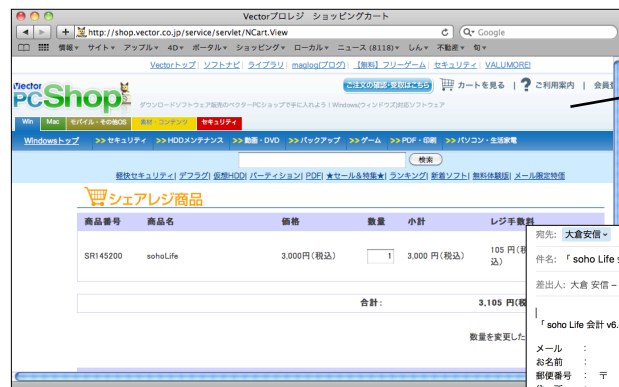 Vectorプロレジ ショッピングカート
http://shop.vector.co.jp/service/servlet/NCart.View
Google
情報 サイト アップル 4D ポータル ショッピング ローカル ニュース (8118) しん 不動産 旬
Vectorトップ| ソフトナビ| ライブラリ| maglog(ブログ)| 【無料】フリーゲーム| セキュリティ| VALUMORE!
Vector
PCShop
ご注文の確認・受取はこちら カートを見る | ? ご利用案内 | 会員
ダウンロードソフトウェア販売のベクターPCショップで手に入れよう！Windows(ウィンドウズ)対応ソフトウェア
Win Mac モバイル・その他OS 素材・コンテンツ セキュリティ
Windowsトップ >>セキュリティ >>HDDメンテナンス >>動画・DVD >>バックアップ >>ゲーム >>PDF・印刷 >>パソコン・生活家電
検索
軽快セキュリティ| デフラグ| 仮想HDD| パーティション| PDF| ★セール&特集★| ランキング| 新着ソフト| 無料体験版| メール限定特価
シェアレジ商品
商品番号 商品名 価格 数量 小計 レジ手数料
SR145200 sohoLife 3,000円(税込) 1 3,000 円(税込) 105 円(税
込)
合計: 3,105 円(税
数量を変更した
宛先: 大倉安信
件名: 「 soho Life
差出人: 大倉 安信 –
「 soho Life 会計 v6.
メール :
お名前 :
郵便番号 : 〒